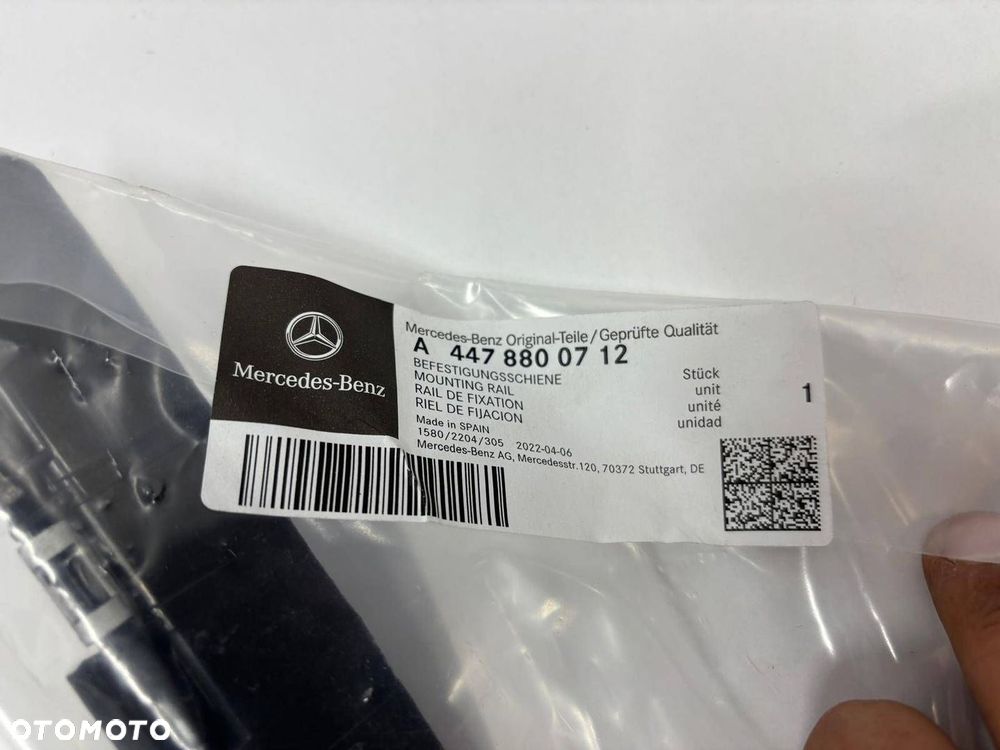 Mercedes-Benz
Mercedes-Benz Original-Teile/Geprüfte Qualität
A 447 880 07 12
BEFESTIGUNGSSCHIENE
MOUNTING RAIL
RAIL DE FIXATION
RIEL DE FIJACION
Stück
unit
unité
unidad
1
Made in SPAIN
1580/2204/305 2022-04-06
Mercedes-Benz AG, Mercedesstr.120, 70372 Stuttgart, DE
OTOMOTO